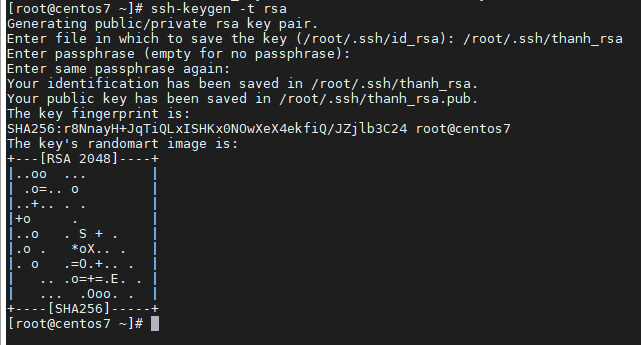 [root@centos7 ~]# ssh-keygen -t rsa
Generating public/private rsa key pair.
Enter file in which to save the key (/root/.ssh/id_rsa): /root/.ssh/thanh_rsa
Enter passphrase (empty for no passphrase):
Enter same passphrase again:
Your identification has been saved in /root/.ssh/thanh_rsa.
Your public key has been saved in /root/.ssh/thanh_rsa.pub.
The key fingerprint is:
SHA256:r8NnayH+JqTiQLxISHKx0NOwXeX4ekfiQ/JZjlb3C24 root@centos7
The key's randomart image is:
+---[RSA 2048]----+
|..oo  ...        |
| .o=.. o         |
|..+.. . .        |
|+o     .         |
|..o   . S + .    |
|.o .   *oX.. .   |
|. o   .=O.+.. .  |
|    .. .o=+=.E. .|
|    ...  .Ooo. . |
+----[SHA256]-----+
[root@centos7 ~]#